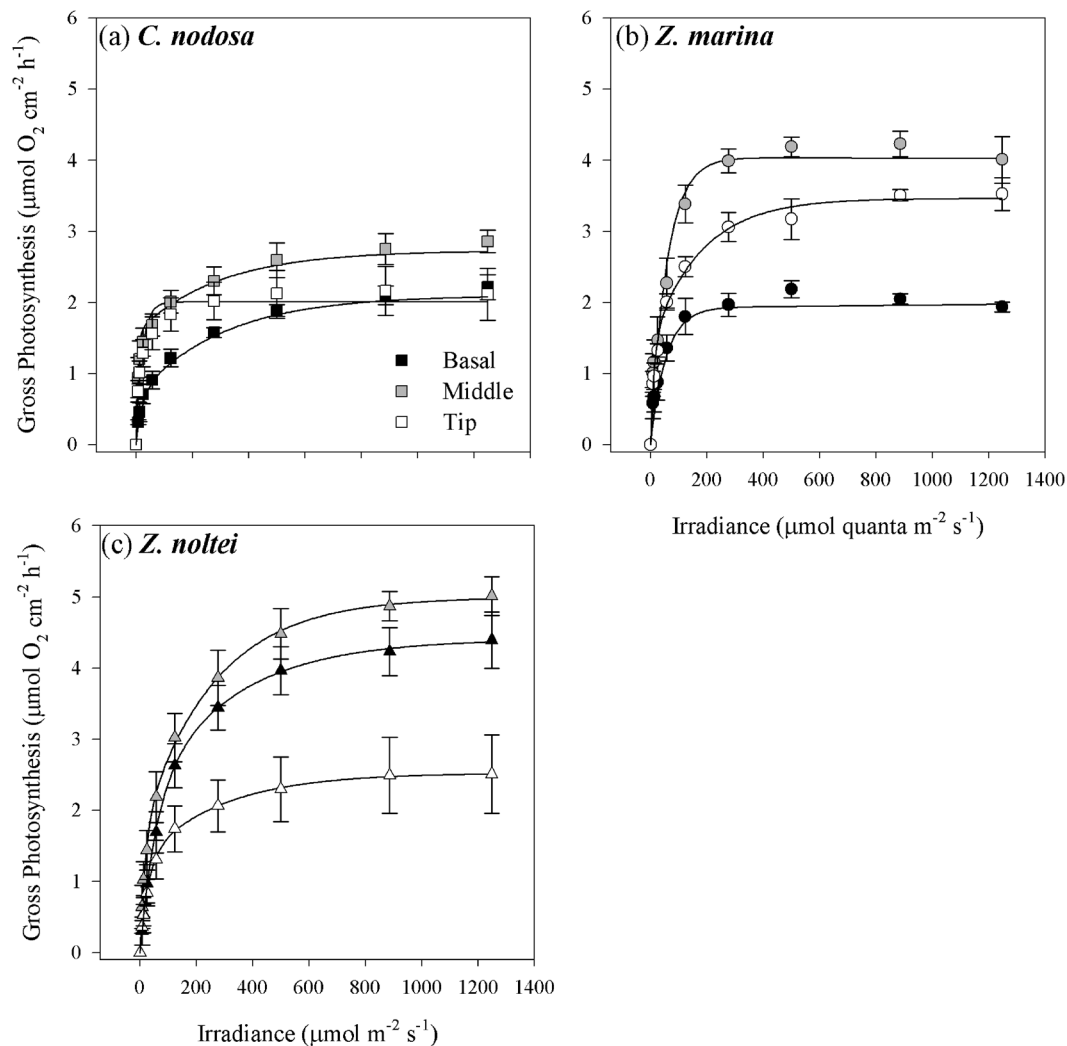 (a) C. nodosa
Gross Photosynthesis (µmol O2 cm-2 h-1)
6
5
4
3
2
1
0
Basal
Middle
Tip
(b) Z. marina
6
5
4
3
2
1
0
0 200 400 600 800 1000 1200 1400
Irradiance (µmol quanta m-2 s-1)
(c) Z. noltei
Gross Photosynthesis (µmol O2 cm-2 h-1)
6
5
4
3
2
1
0
0 200 400 600 800 1000 1200 1400
Irradiance (µmol m-2 s-1)